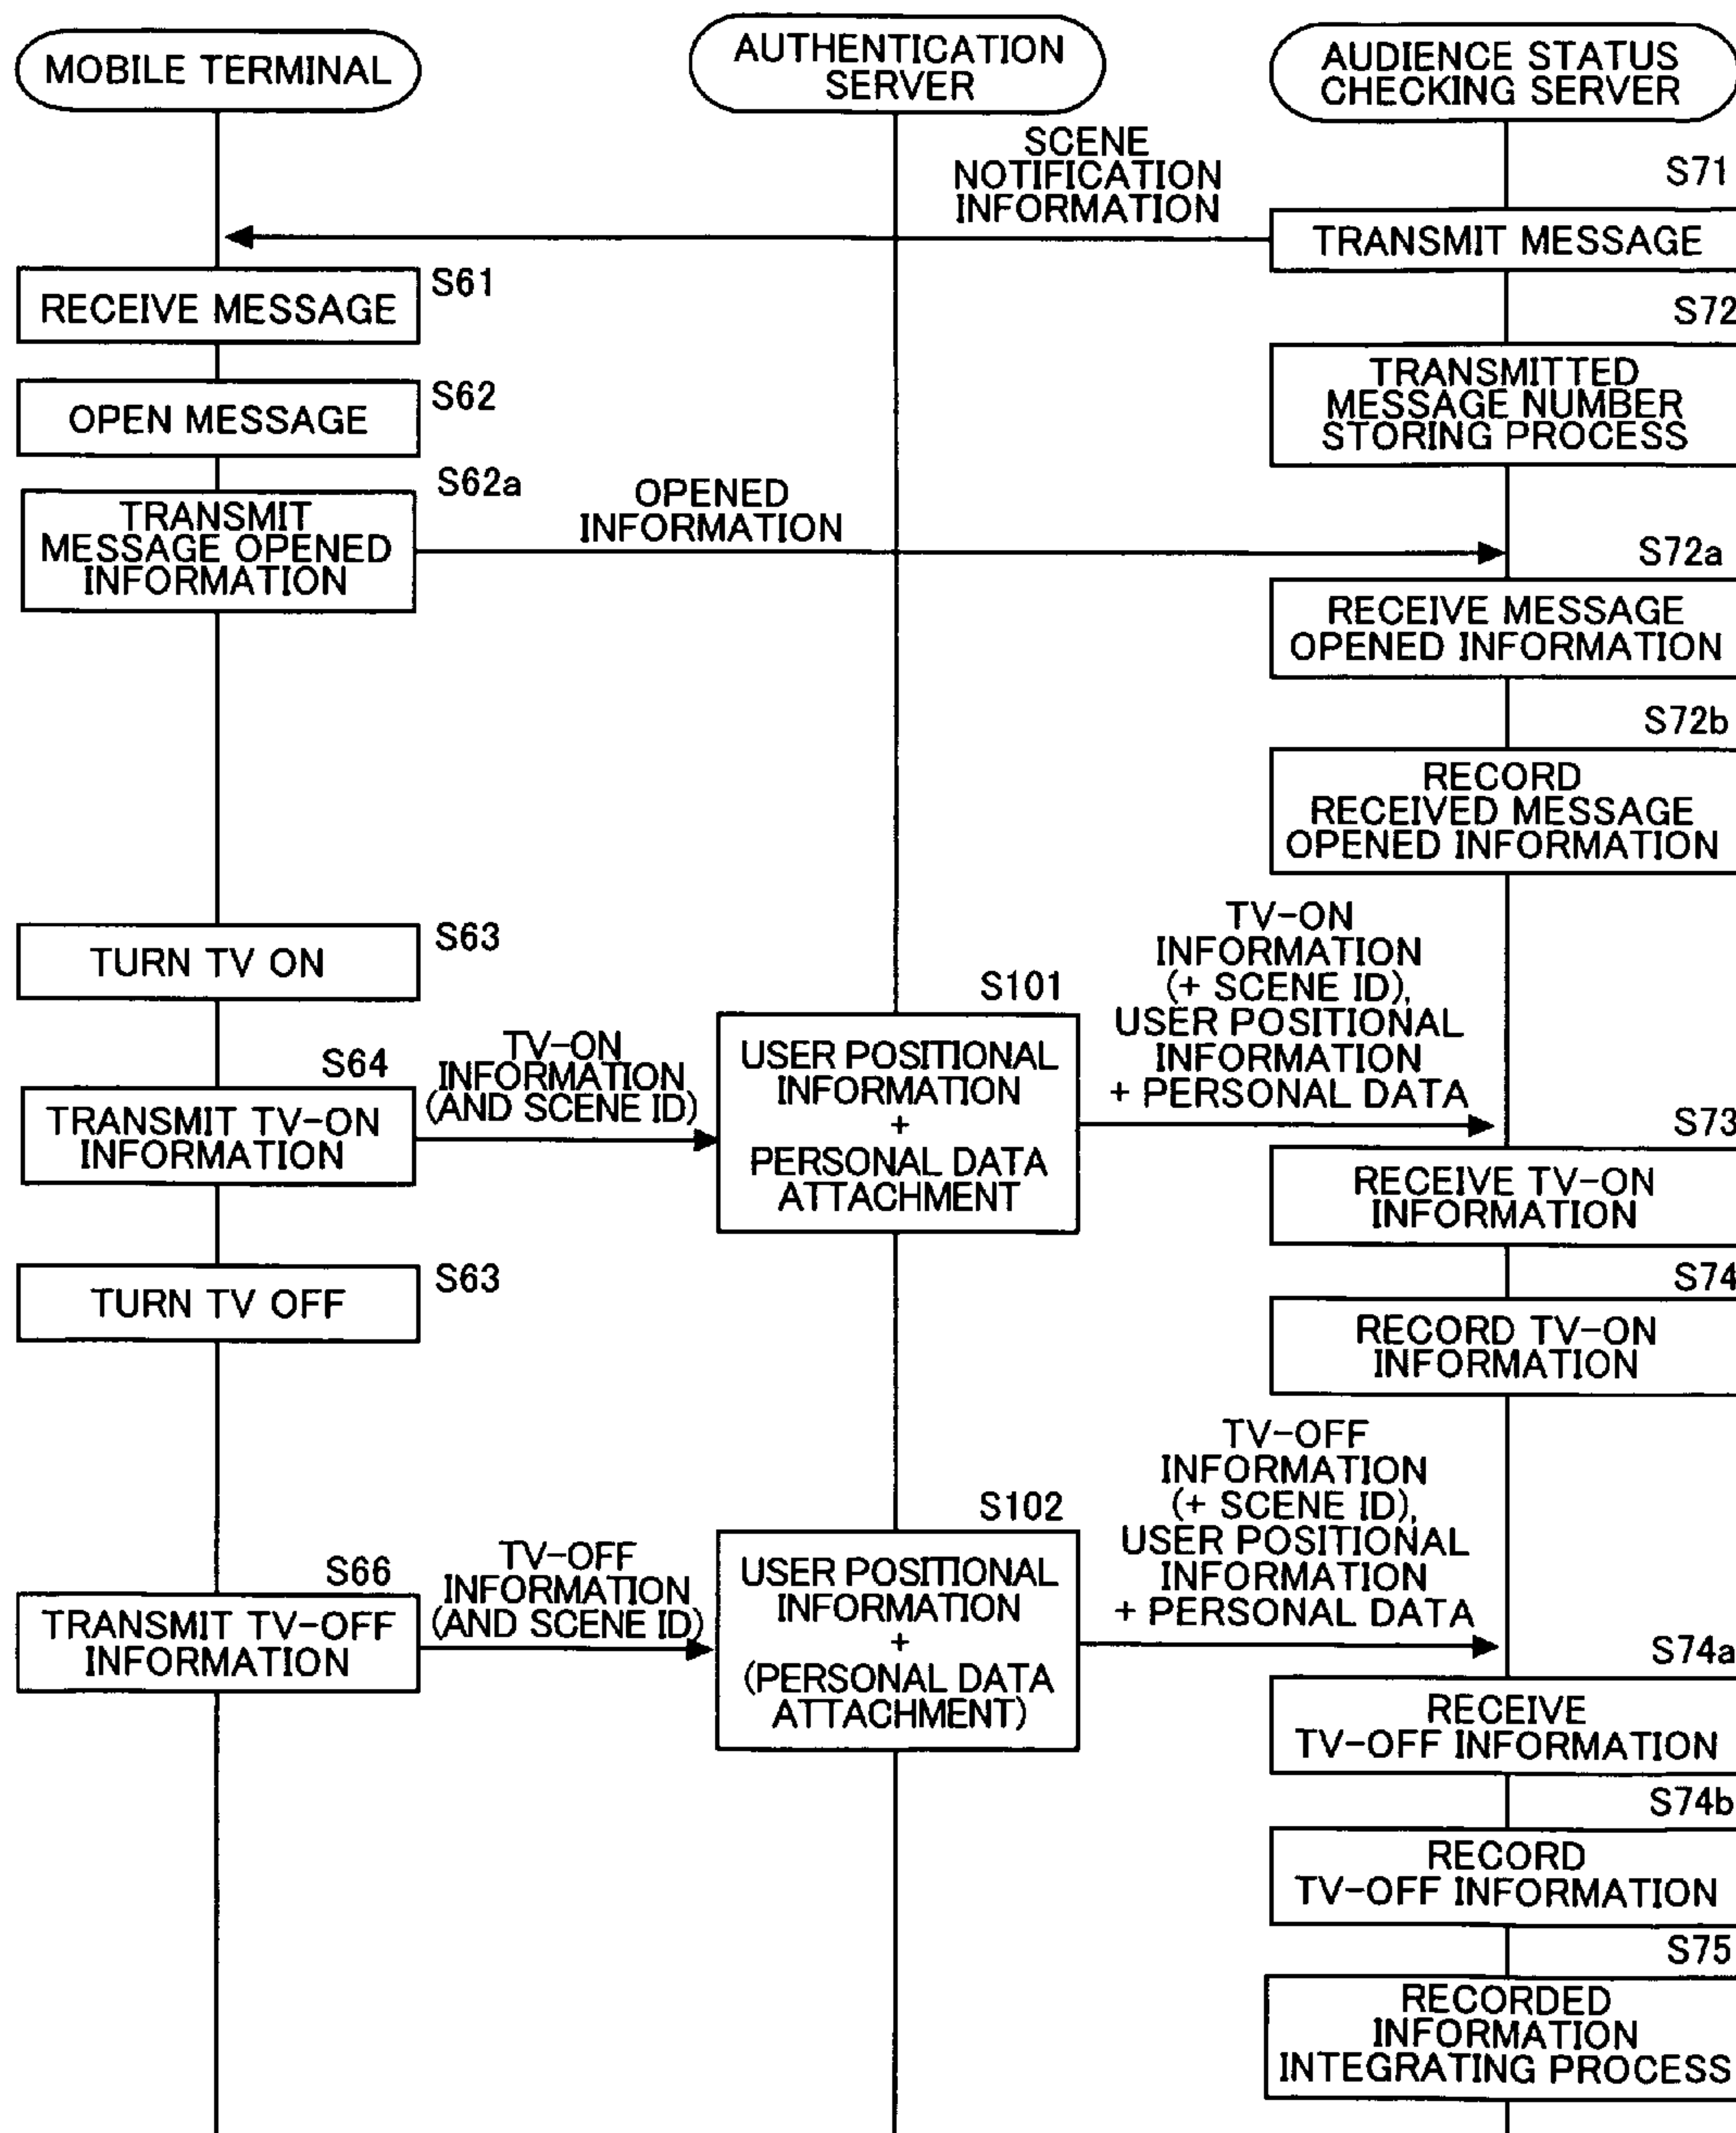 MOBILE TERMINAL
AUTHENTICATION
SERVER
AUDIENCE STATUS
CHECKING SERVER
SCENE
NOTIFICATION
INFORMATION
S71
TRANSMIT MESSAGE
S61
RECEIVE MESSAGE
S72
TRANSMITTED
MESSAGE NUMBER
STORING PROCESS
S62
OPEN MESSAGE
S62a
TRANSMIT
MESSAGE OPENED
INFORMATION
OPENED
INFORMATION
S72a
RECEIVE MESSAGE
OPENED INFORMATION
S72b
RECORD
RECEIVED MESSAGE
OPENED INFORMATION
S63
TURN TV ON
S64
TRANSMIT TV-ON
INFORMATION
TV-ON
INFORMATION
(AND SCENE ID)
S101
USER POSITIONAL
INFORMATION
+
PERSONAL DATA
ATTACHMENT
TV-ON
INFORMATION
(+ SCENE ID),
USER POSITIONAL
INFORMATION
+ PERSONAL DATA
S73
RECEIVE TV-ON
INFORMATION
S63
TURN TV OFF
S74
RECORD TV-ON
INFORMATION
S66
TRANSMIT TV-OFF
INFORMATION
TV-OFF
INFORMATION
(AND SCENE ID)
S102
USER POSITIONAL
INFORMATION
+
(PERSONAL DATA
ATTACHMENT)
TV-OFF
INFORMATION
(+ SCENE ID),
USER POSITIONAL
INFORMATION
+ PERSONAL DATA
S74a
RECEIVE
TV-OFF INFORMATION
S74b
RECORD
TV-OFF INFORMATION
S75
RECORDED
INFORMATION
INTEGRATING PROCESS